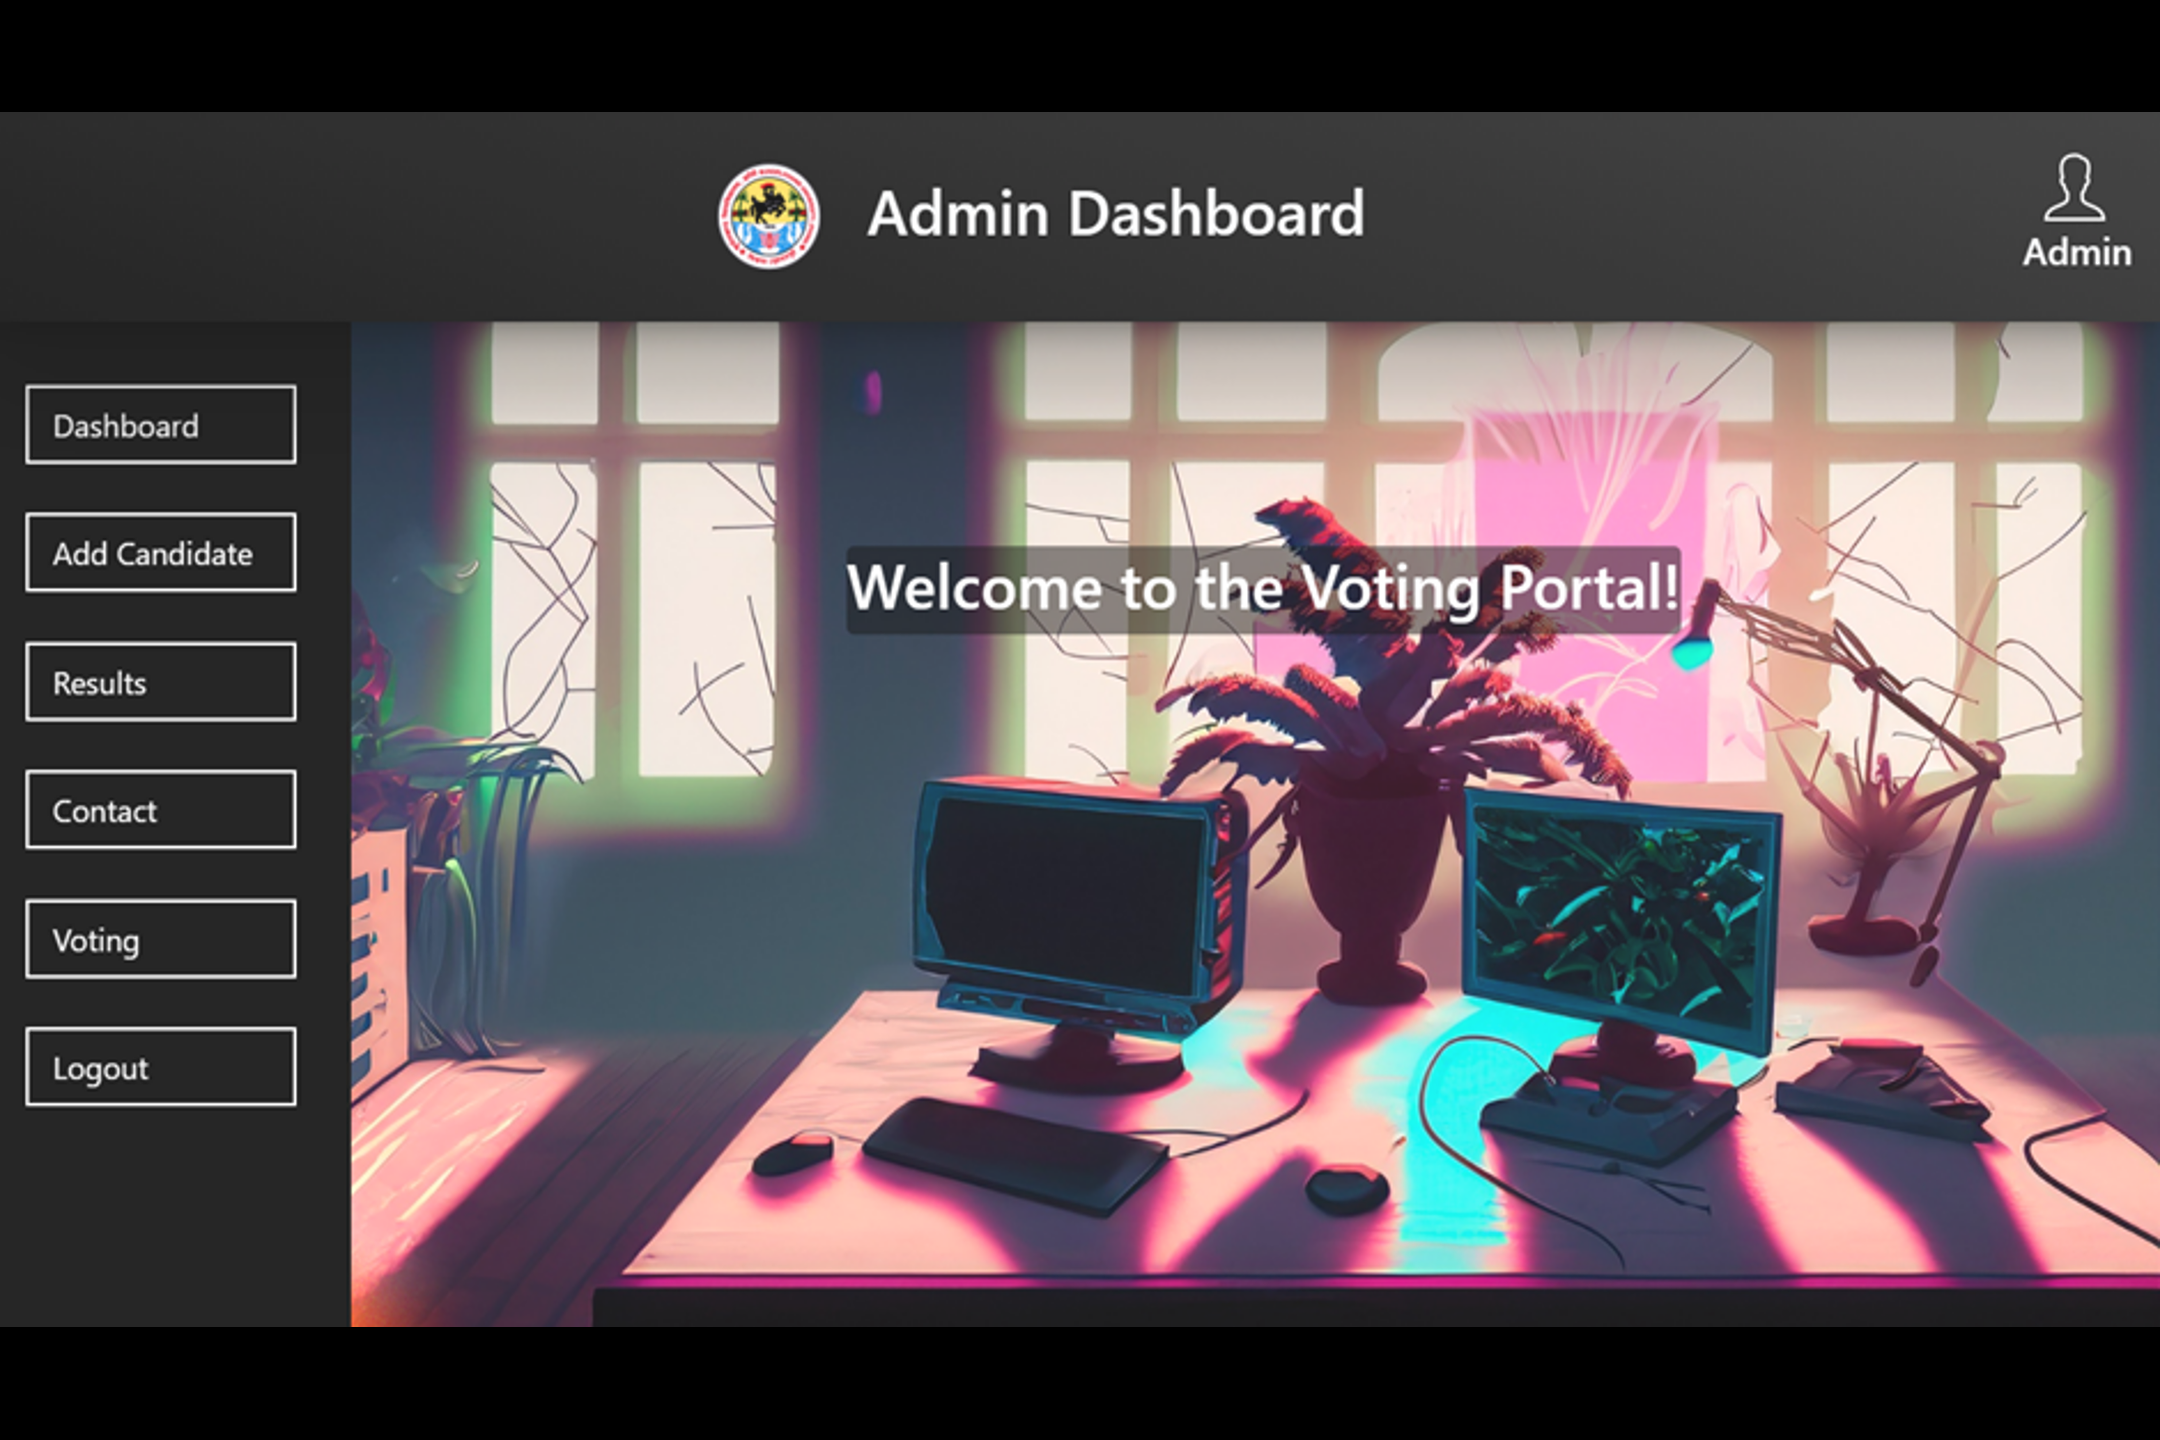 Admin Dashboard
Admin
Dashboard
Add Candidate
Results
Contact
Voting
Logout
Welcome to the Voting Portal!